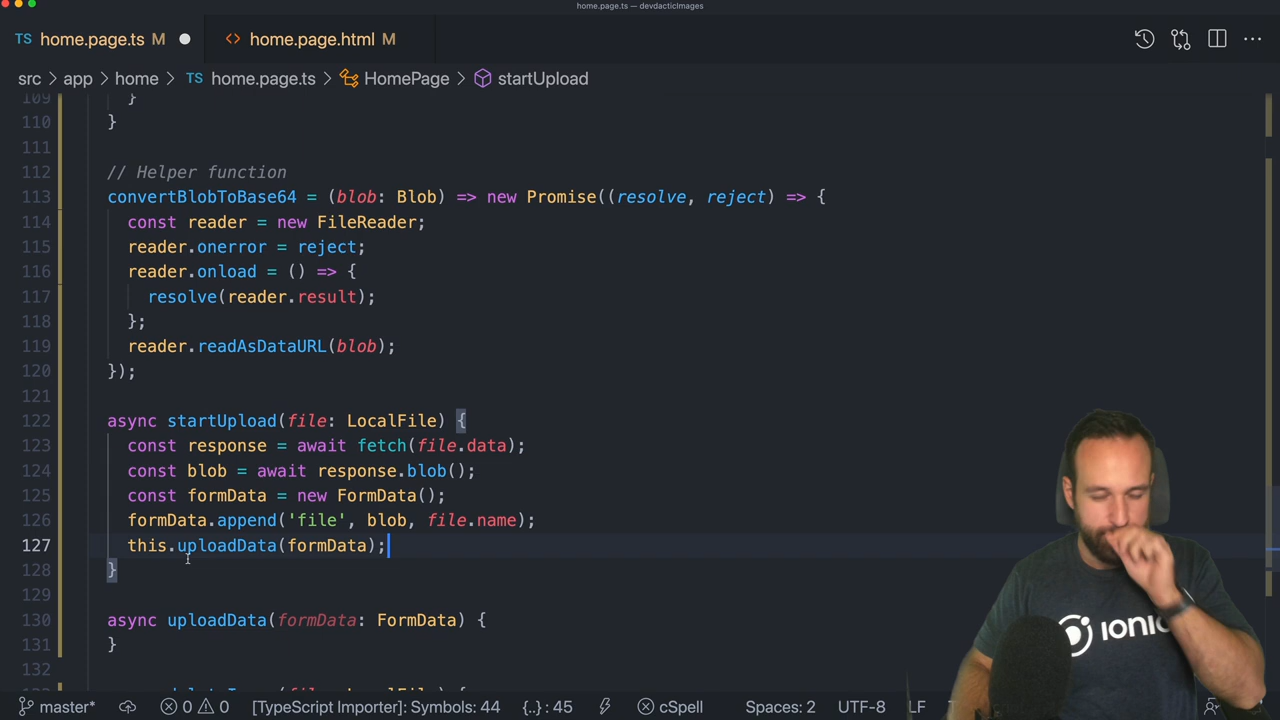 home.page.ts — devdacticImages
TS home.page.ts M
<> home.page.html M
src > app > home > TS home.page.ts > HomePage > startUpload
109 }
110 }
111
112 // Helper function
113 convertBlobToBase64 = (blob: Blob) => new Promise((resolve, reject) => {
114 const reader = new FileReader;
115 reader.onerror = reject;
116 reader.onload = () => {
117 resolve(reader.result);
118 };
119 reader.readAsDataURL(blob);
120 });
121
122 async startUpload(file: LocalFile) {
123 const response = await fetch(file.data);
124 const blob = await response.blob();
125 const formData = new FormData();
126 formData.append('file', blob, file.name);
127 this.uploadData(formData);
128 }
129
130 async uploadData(formData: FormData) {
131 }
132
master* 0 0 [TypeScript Importer]: Symbols: 44 {..} : 45 cSpell Spaces: 2 UTF-8 LF
ionic